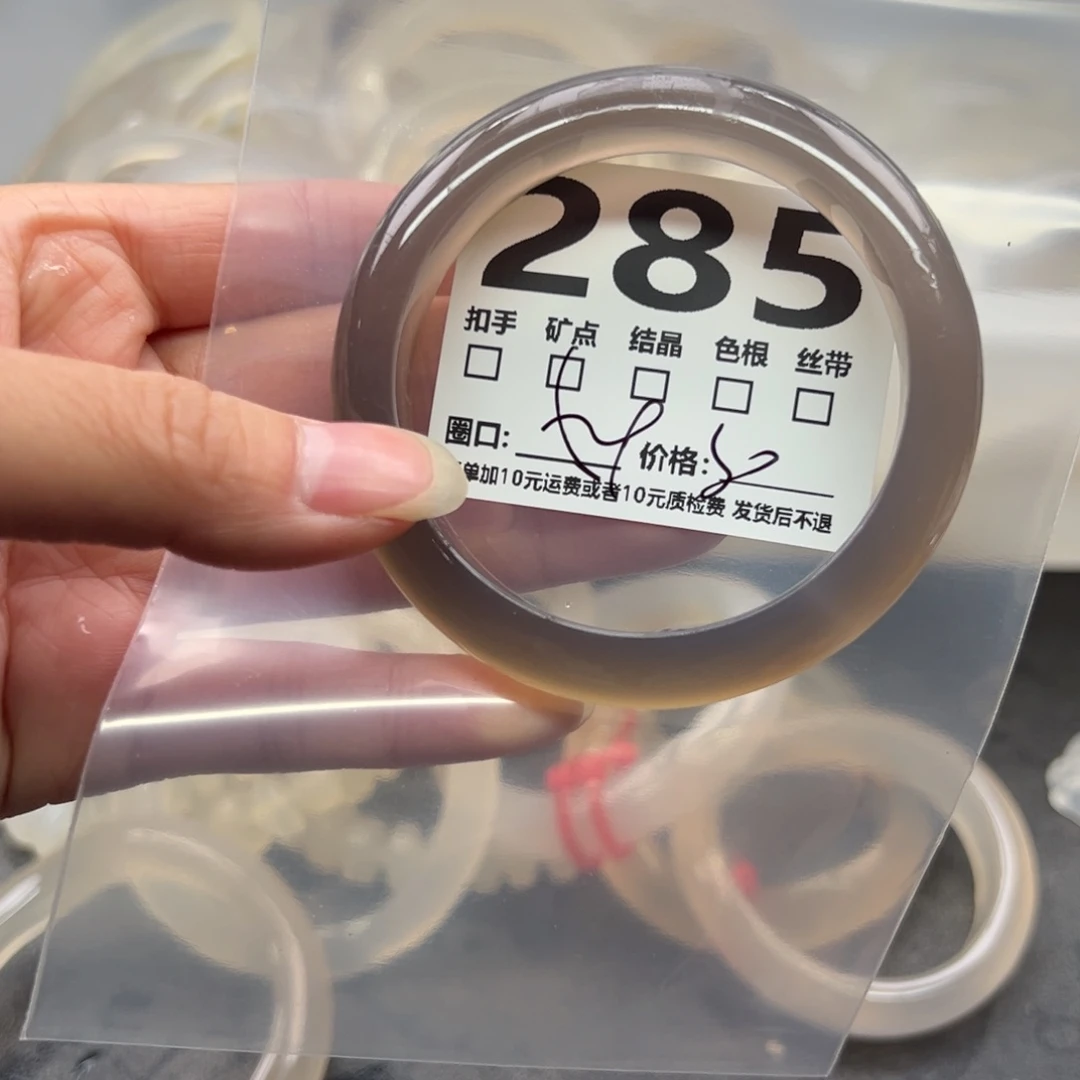 285
扣手 矿点 结晶 色根 丝带
圈口: 价格:
单加10元运费或者10元质检费 发货后不退